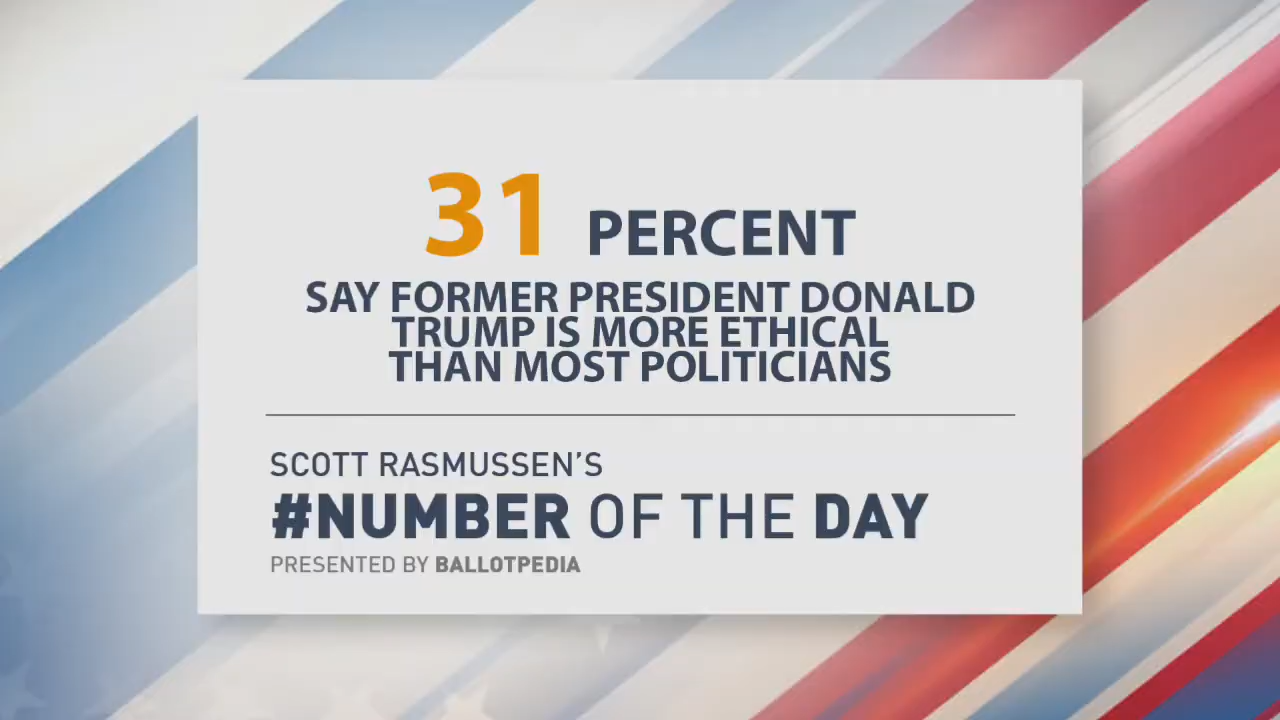 31 PERCENT
SAY FORMER PRESIDENT DONALD
TRUMP IS MORE ETHICAL
THAN MOST POLITICIANS
SCOTT RASMUSSEN'S
#NUMBER OF THE DAY
PRESENTED BY BALLOTPEDIA